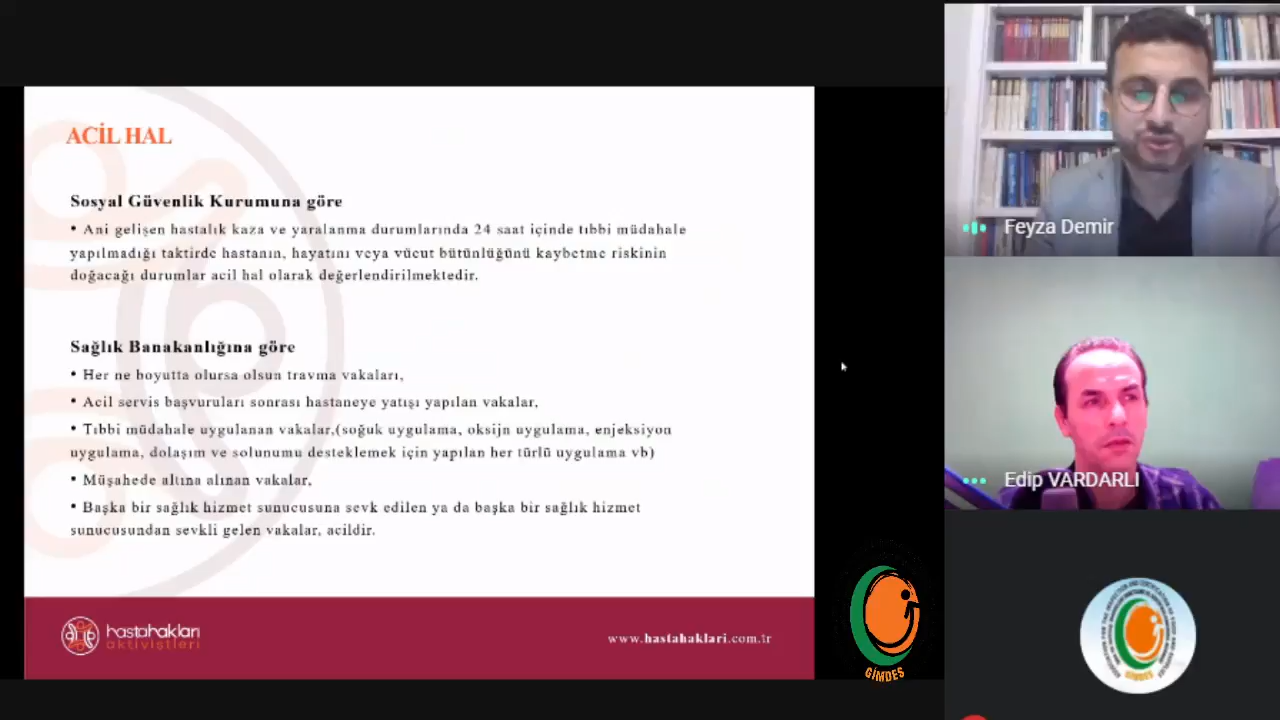 ACİL HAL
Sosyal Güvenlik Kurumuna göre
• Ani gelişen hastalık kaza ve yaralanma durumlarında 24 saat içinde tıbbi müdahale
yapılmadığı taktirde hastanın, hayatını veya vücut bütünlüğünü kaybetme riskinin
doğacağı durumlar acil hal olarak değerlendirilmektedir.
Sağlık Banakanlığına göre
• Her ne boyutta olursa olsun travma vakaları,
• Acil servis başvuruları sonrası hastaneye yatışı yapılan vakalar,
• Tıbbi müdahale uygulanan vakalar,(soğuk uygulama, oksijn uygulama, enjeksiyon
uygulama, dolaşım ve solunumu desteklemek için yapılan her türlü uygulama vb)
• Müşahede altına alınan vakalar,
• Başka bir sağlık hizmet sunucusuna sevk edilen ya da başka bir sağlık hizmet
sunucusundan sevkli gelen vakalar, acildir.
hastahakları
aktivistleri
www.hastahaklari.com.tr
GİMDES
Feyza Demir
Edip VARDARLI
GİMDES